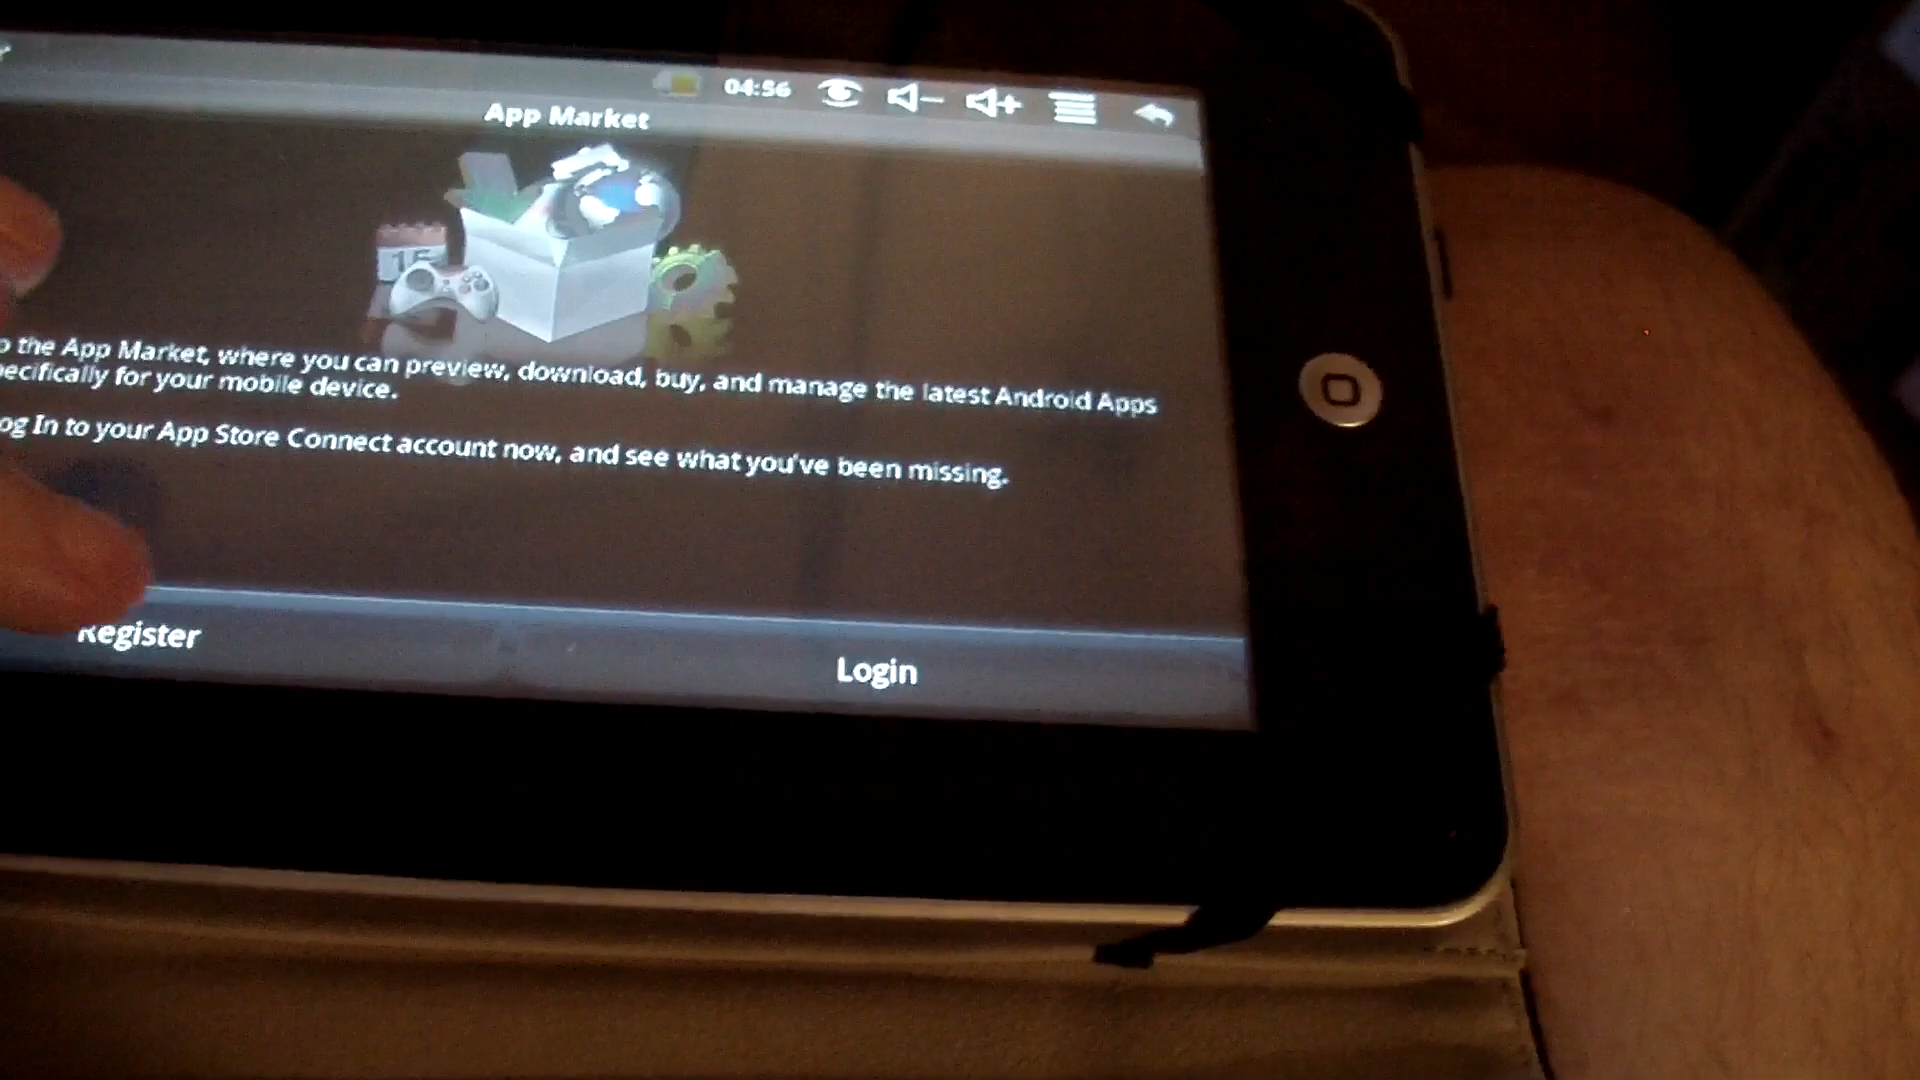 04:56
App Market
15
the App Market, where you can preview, download, buy, and manage the latest Android Apps
for your mobile device.
In to your App Store Connect account now, and see what you've been missing.
Register
Login